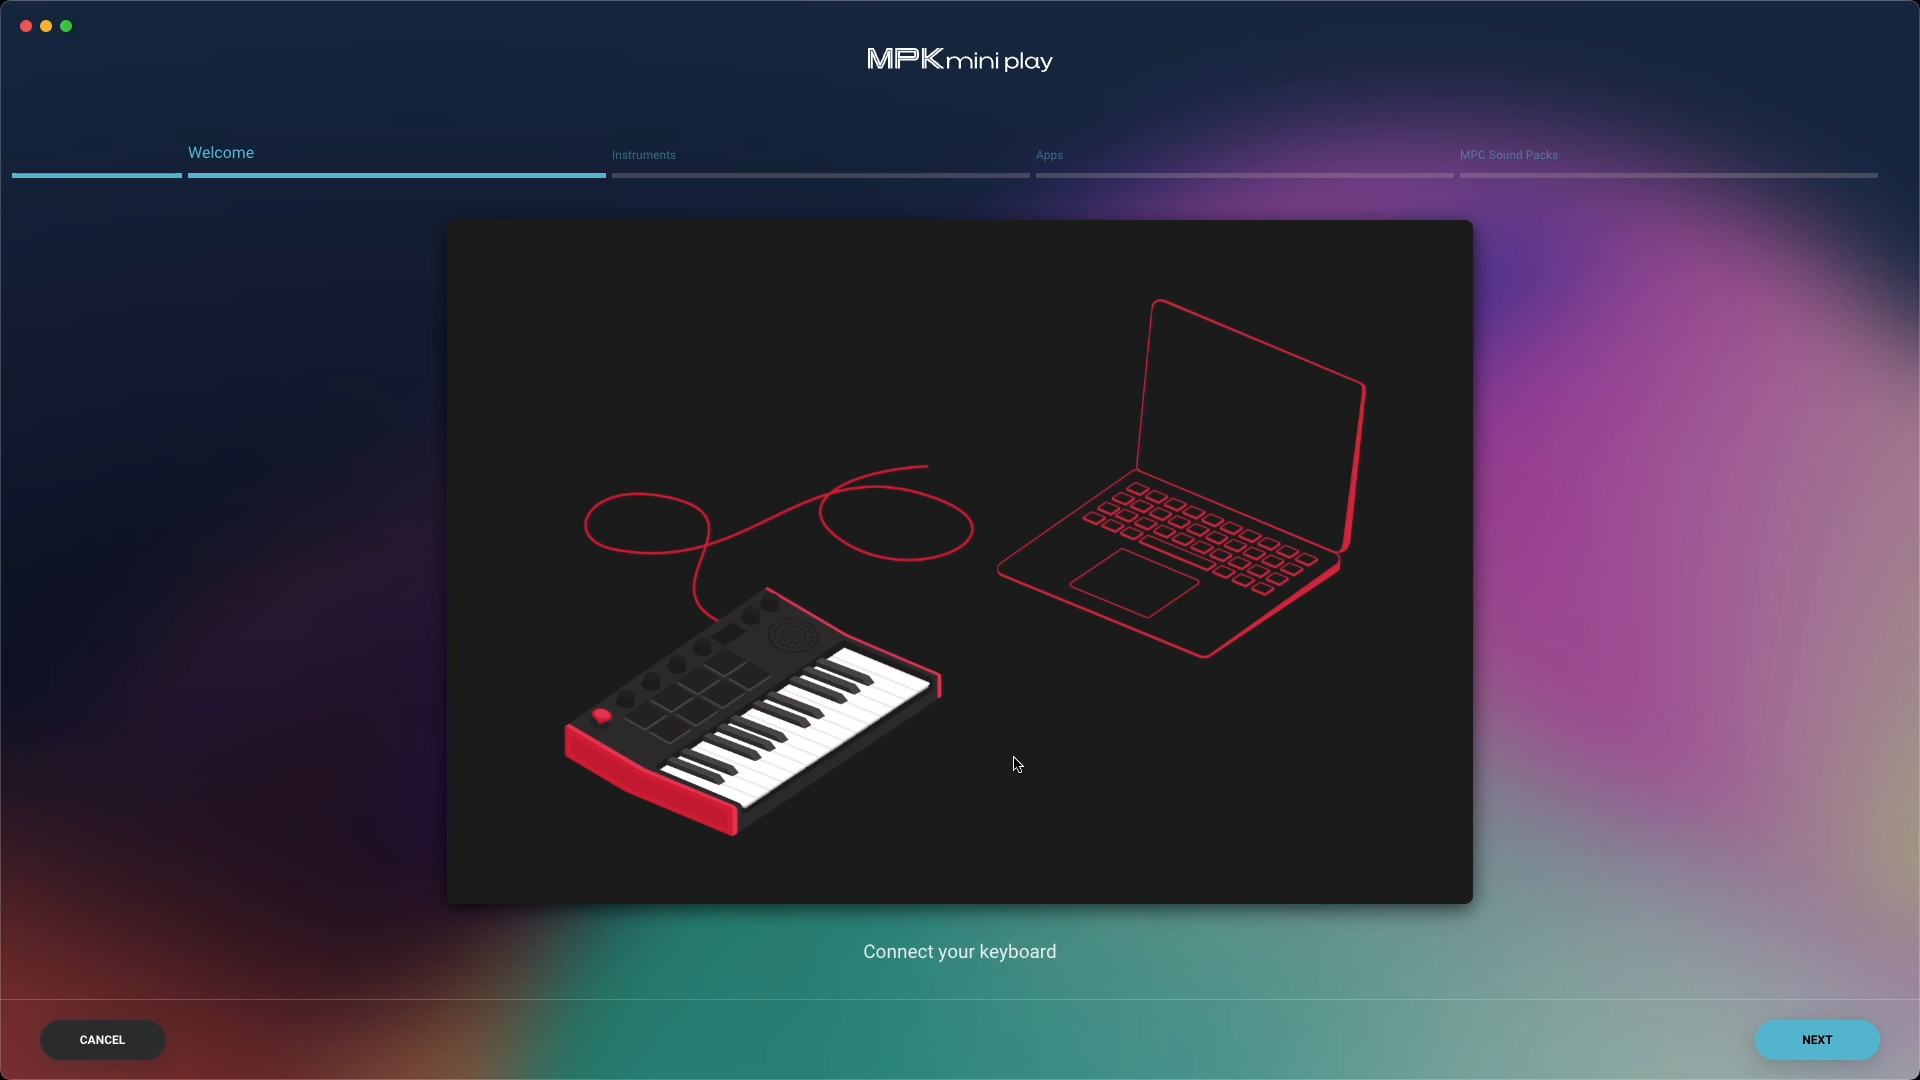 MPK mini play
Welcome
Instruments
Apps
MPC Sound Packs
Connect your keyboard
CANCEL
NEXT